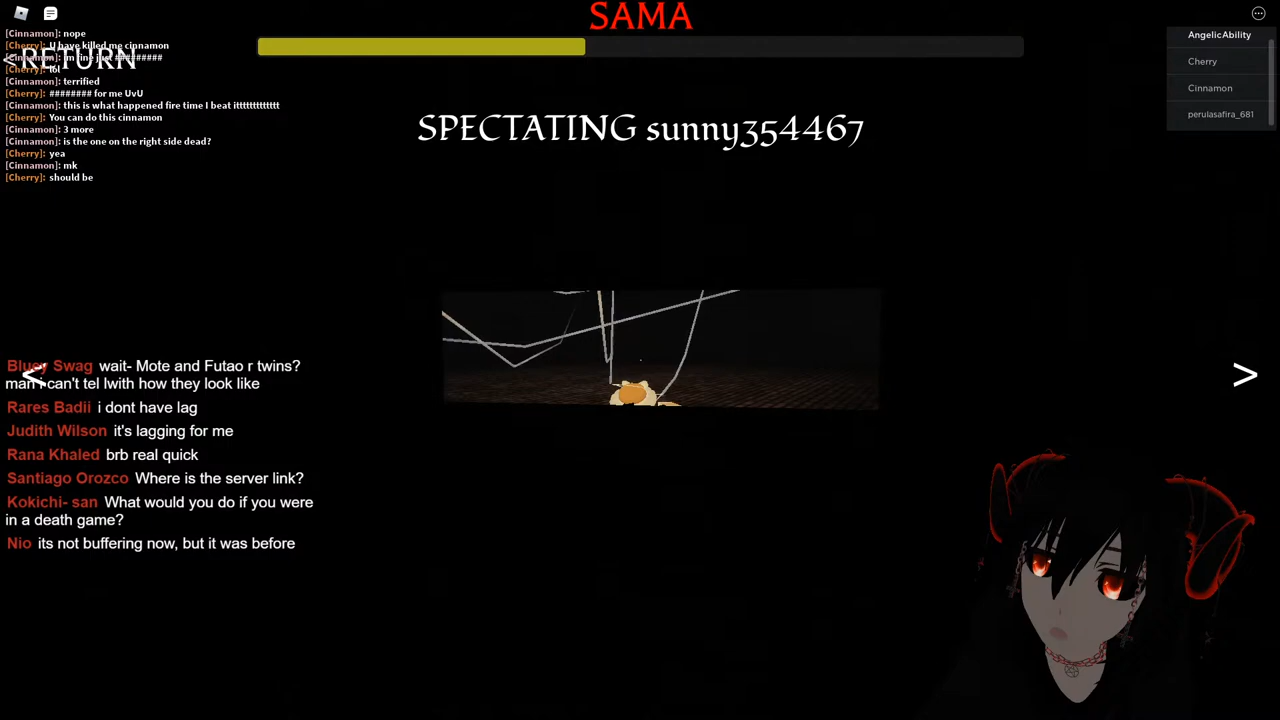 SAMA
[Cinnamon]: nope
[Cherry]: U have killed me cinnamon
[Cinnamon]: im fine just #########
[Cherry]: lol
[Cinnamon]: terrified
[Cherry]: ######## for me UvU
[Cinnamon]: this is what happened fire time I beat ittttttttttttt
[Cherry]: You can do this cinnamon
[Cinnamon]: 3 more
[Cinnamon]: is the one on the right side dead?
[Cherry]: yea
[Cinnamon]: mk
[Cherry]: should be
<RETURN
SPECTATING sunny354467
AngelicAbility
Cherry
Cinnamon
perulasafira_681
<
>
Bluey Swag wait- Mote and Futao r twins?
man i can't tel lwith how they look like
Rares Badii i dont have lag
Judith Wilson it's lagging for me
Rana Khaled brb real quick
Santiago Orozco Where is the server link?
Kokichi- san What would you do if you were
in a death game?
Nio its not buffering now, but it was before